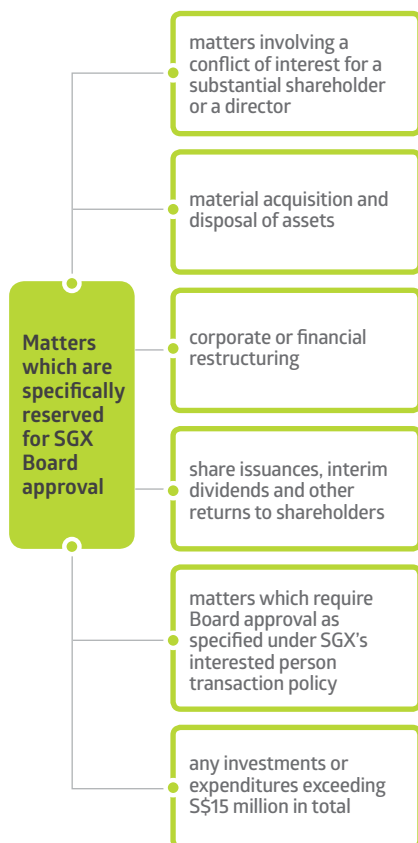 matters involving a
conflict of interest for a
substantial shareholder
or a director
material acquisition and
disposal of assets
Matters
which are
specifically
reserved
for SGX
Board
approval
corporate or financial
restructuring
share issuances, interim
dividends and other
returns to shareholders
matters which require
Board approval as
specified under SGX's
interested person
transaction policy
any investments or
expenditures exceeding
S$15 million in total